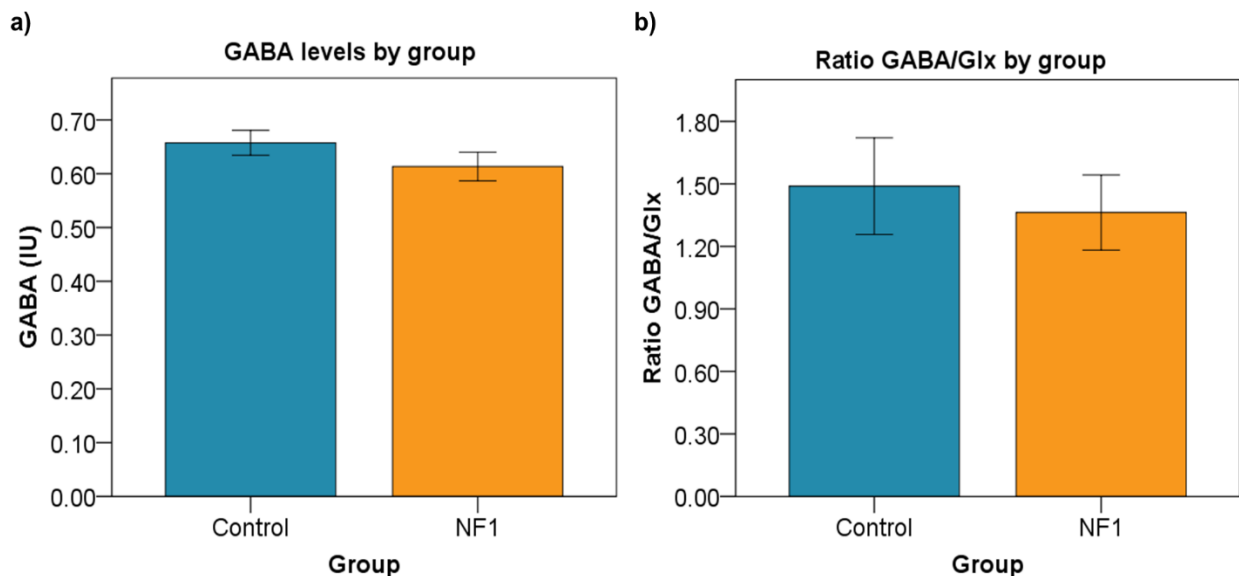 a)
GABA levels by group
GABA (IU)
0.70
0.60
0.50
0.40
0.30
0.20
0.10
0.00
Control
NF1
Group
b)
Ratio GABA/Glx by group
Ratio GABA/Glx
1.80
1.50
1.20
0.90
0.60
0.30
0.00
Control
NF1
Group